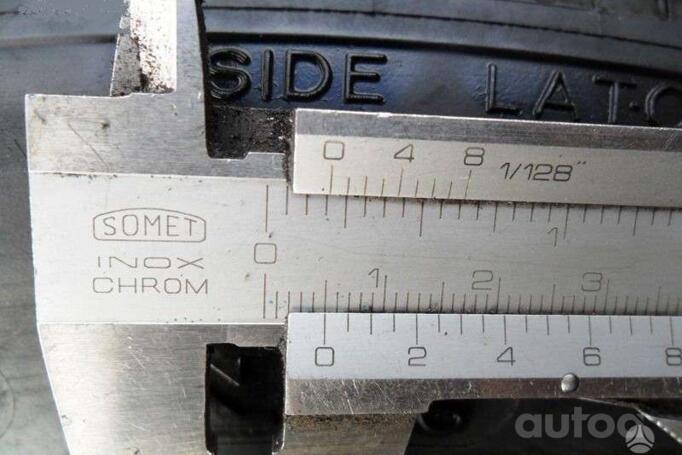 SIDE LAT
0 4 8 1/128"
SOMET
0 1
INOX
CHROM
1 2 3
0 2 4 6 8
autoo